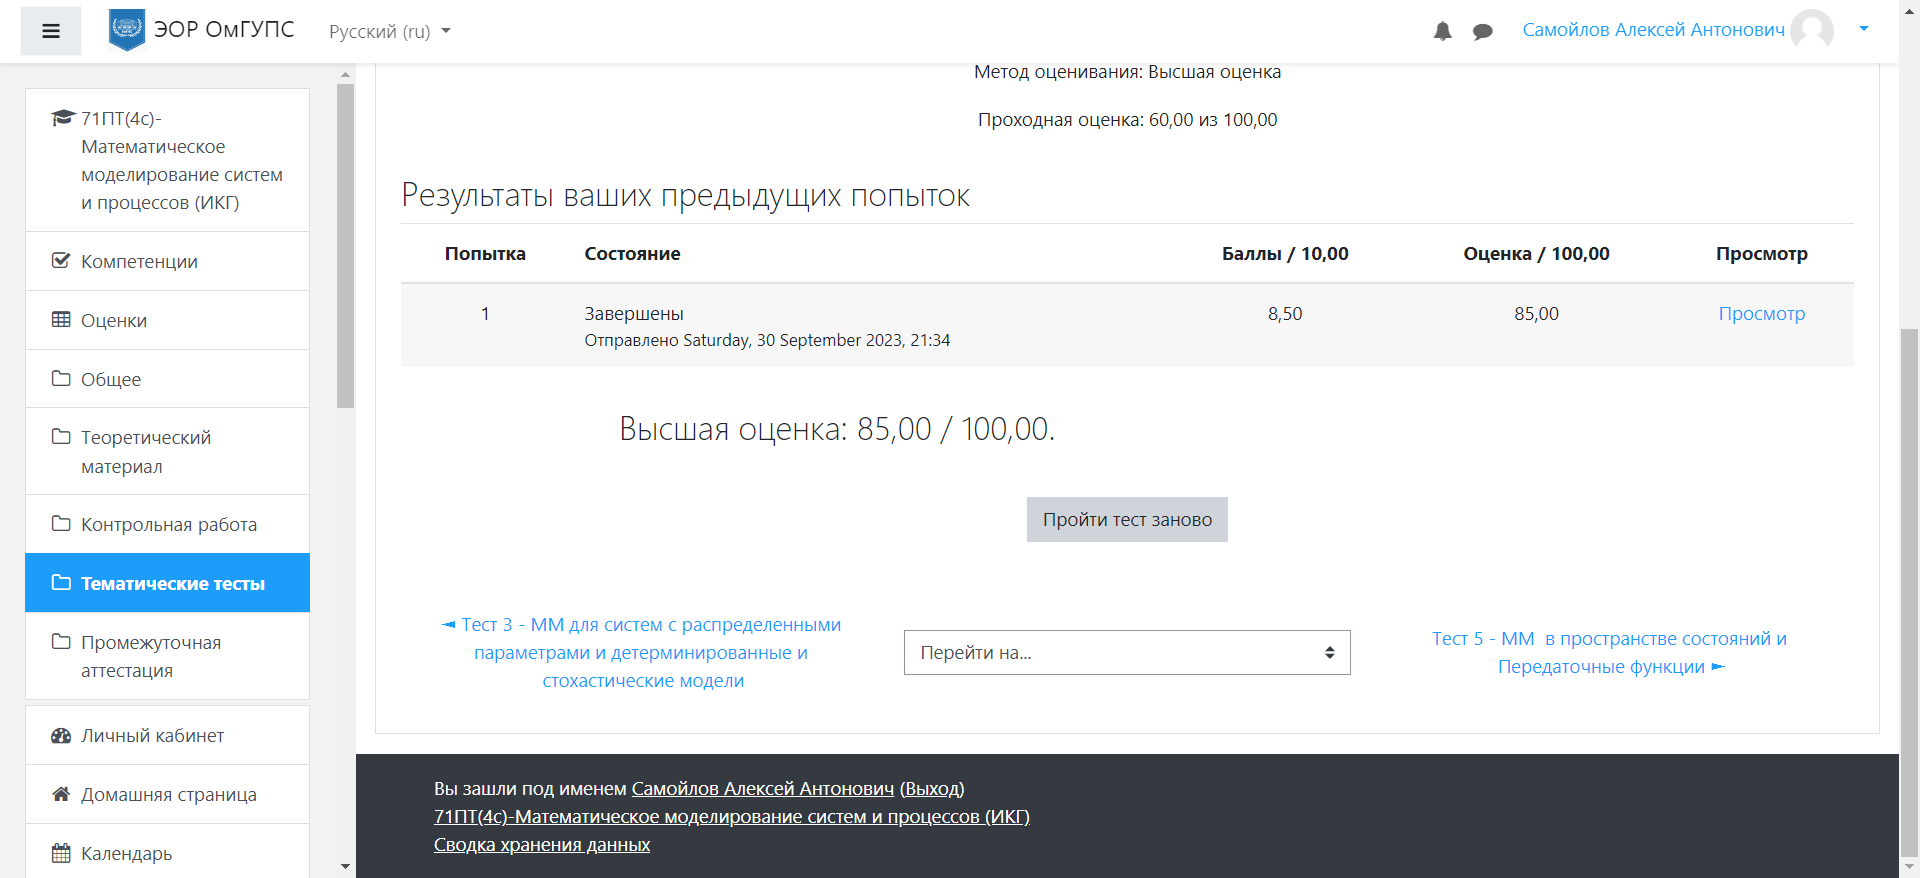 ЭОР ОмГУПС
Русский (ru)
Самойлов Алексей Антонович
71ПТ(4с)-
Математическое
моделирование систем
и процессов (ИКГ)
Компетенции
Оценки
Общее
Теоретический
материал
Контрольная работа
Тематические тесты
Промежуточная
аттестация
Личный кабинет
Домашняя страница
Календарь
Метод оценивания: Высшая оценка
Проходная оценка: 60,00 из 100,00
Результаты ваших предыдущих попыток
Попытка Состояние Баллы / 10,00 Оценка / 100,00 Просмотр
1 Завершены 8,50 85,00 Просмотр
Отправлено Saturday, 30 September 2023, 21:34
Высшая оценка: 85,00 / 100,00.
Пройти тест заново
◄ Тест 3 - ММ для систем с распределенными
параметрами и детерминированные и
стохастические модели
Перейти на...
Тест 5 - ММ в пространстве состояний и
Передаточные функции ►
Вы зашли под именем Самойлов Алексей Антонович (Выход)
71ПТ(4с)-Математическое моделирование систем и процессов (ИКГ)
Сводка хранения данных